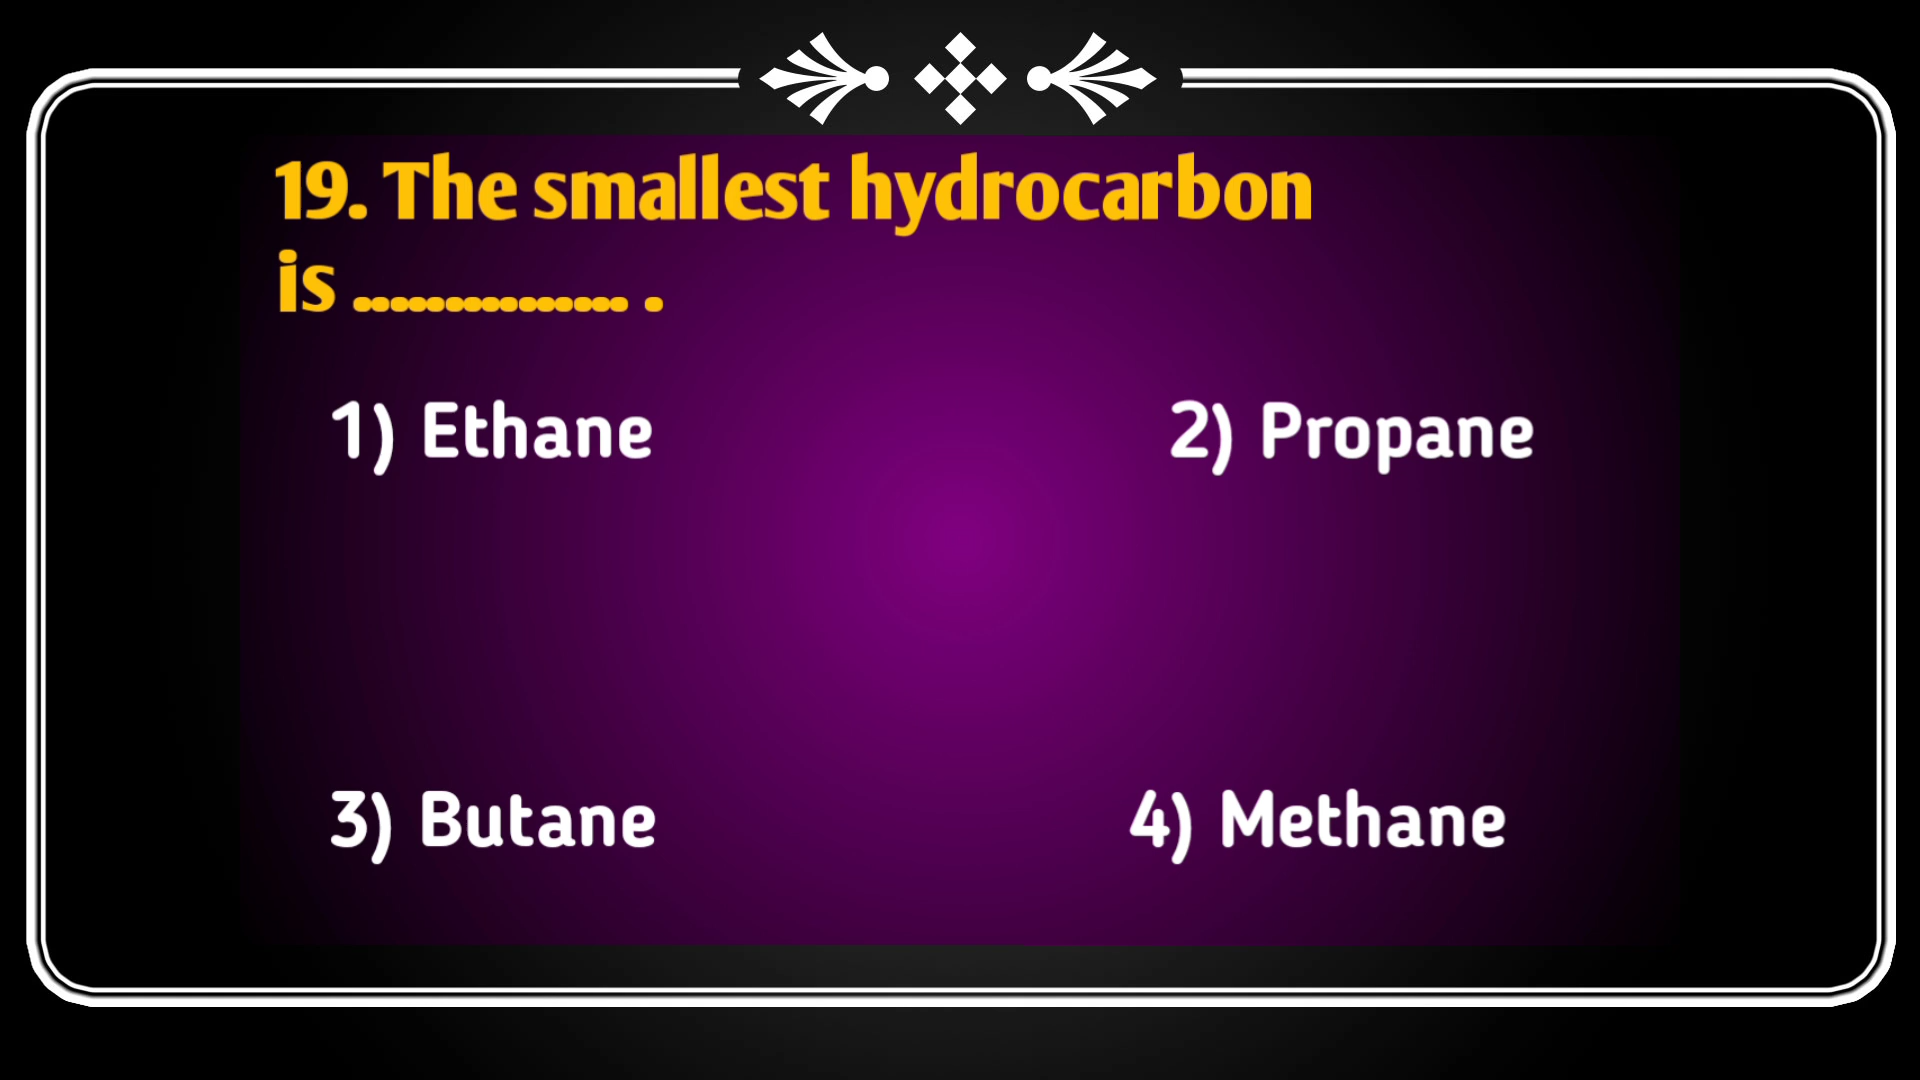 19. The smallest hydrocarbon
is ............... .
1) Ethane
2) Propane
3) Butane
4) Methane